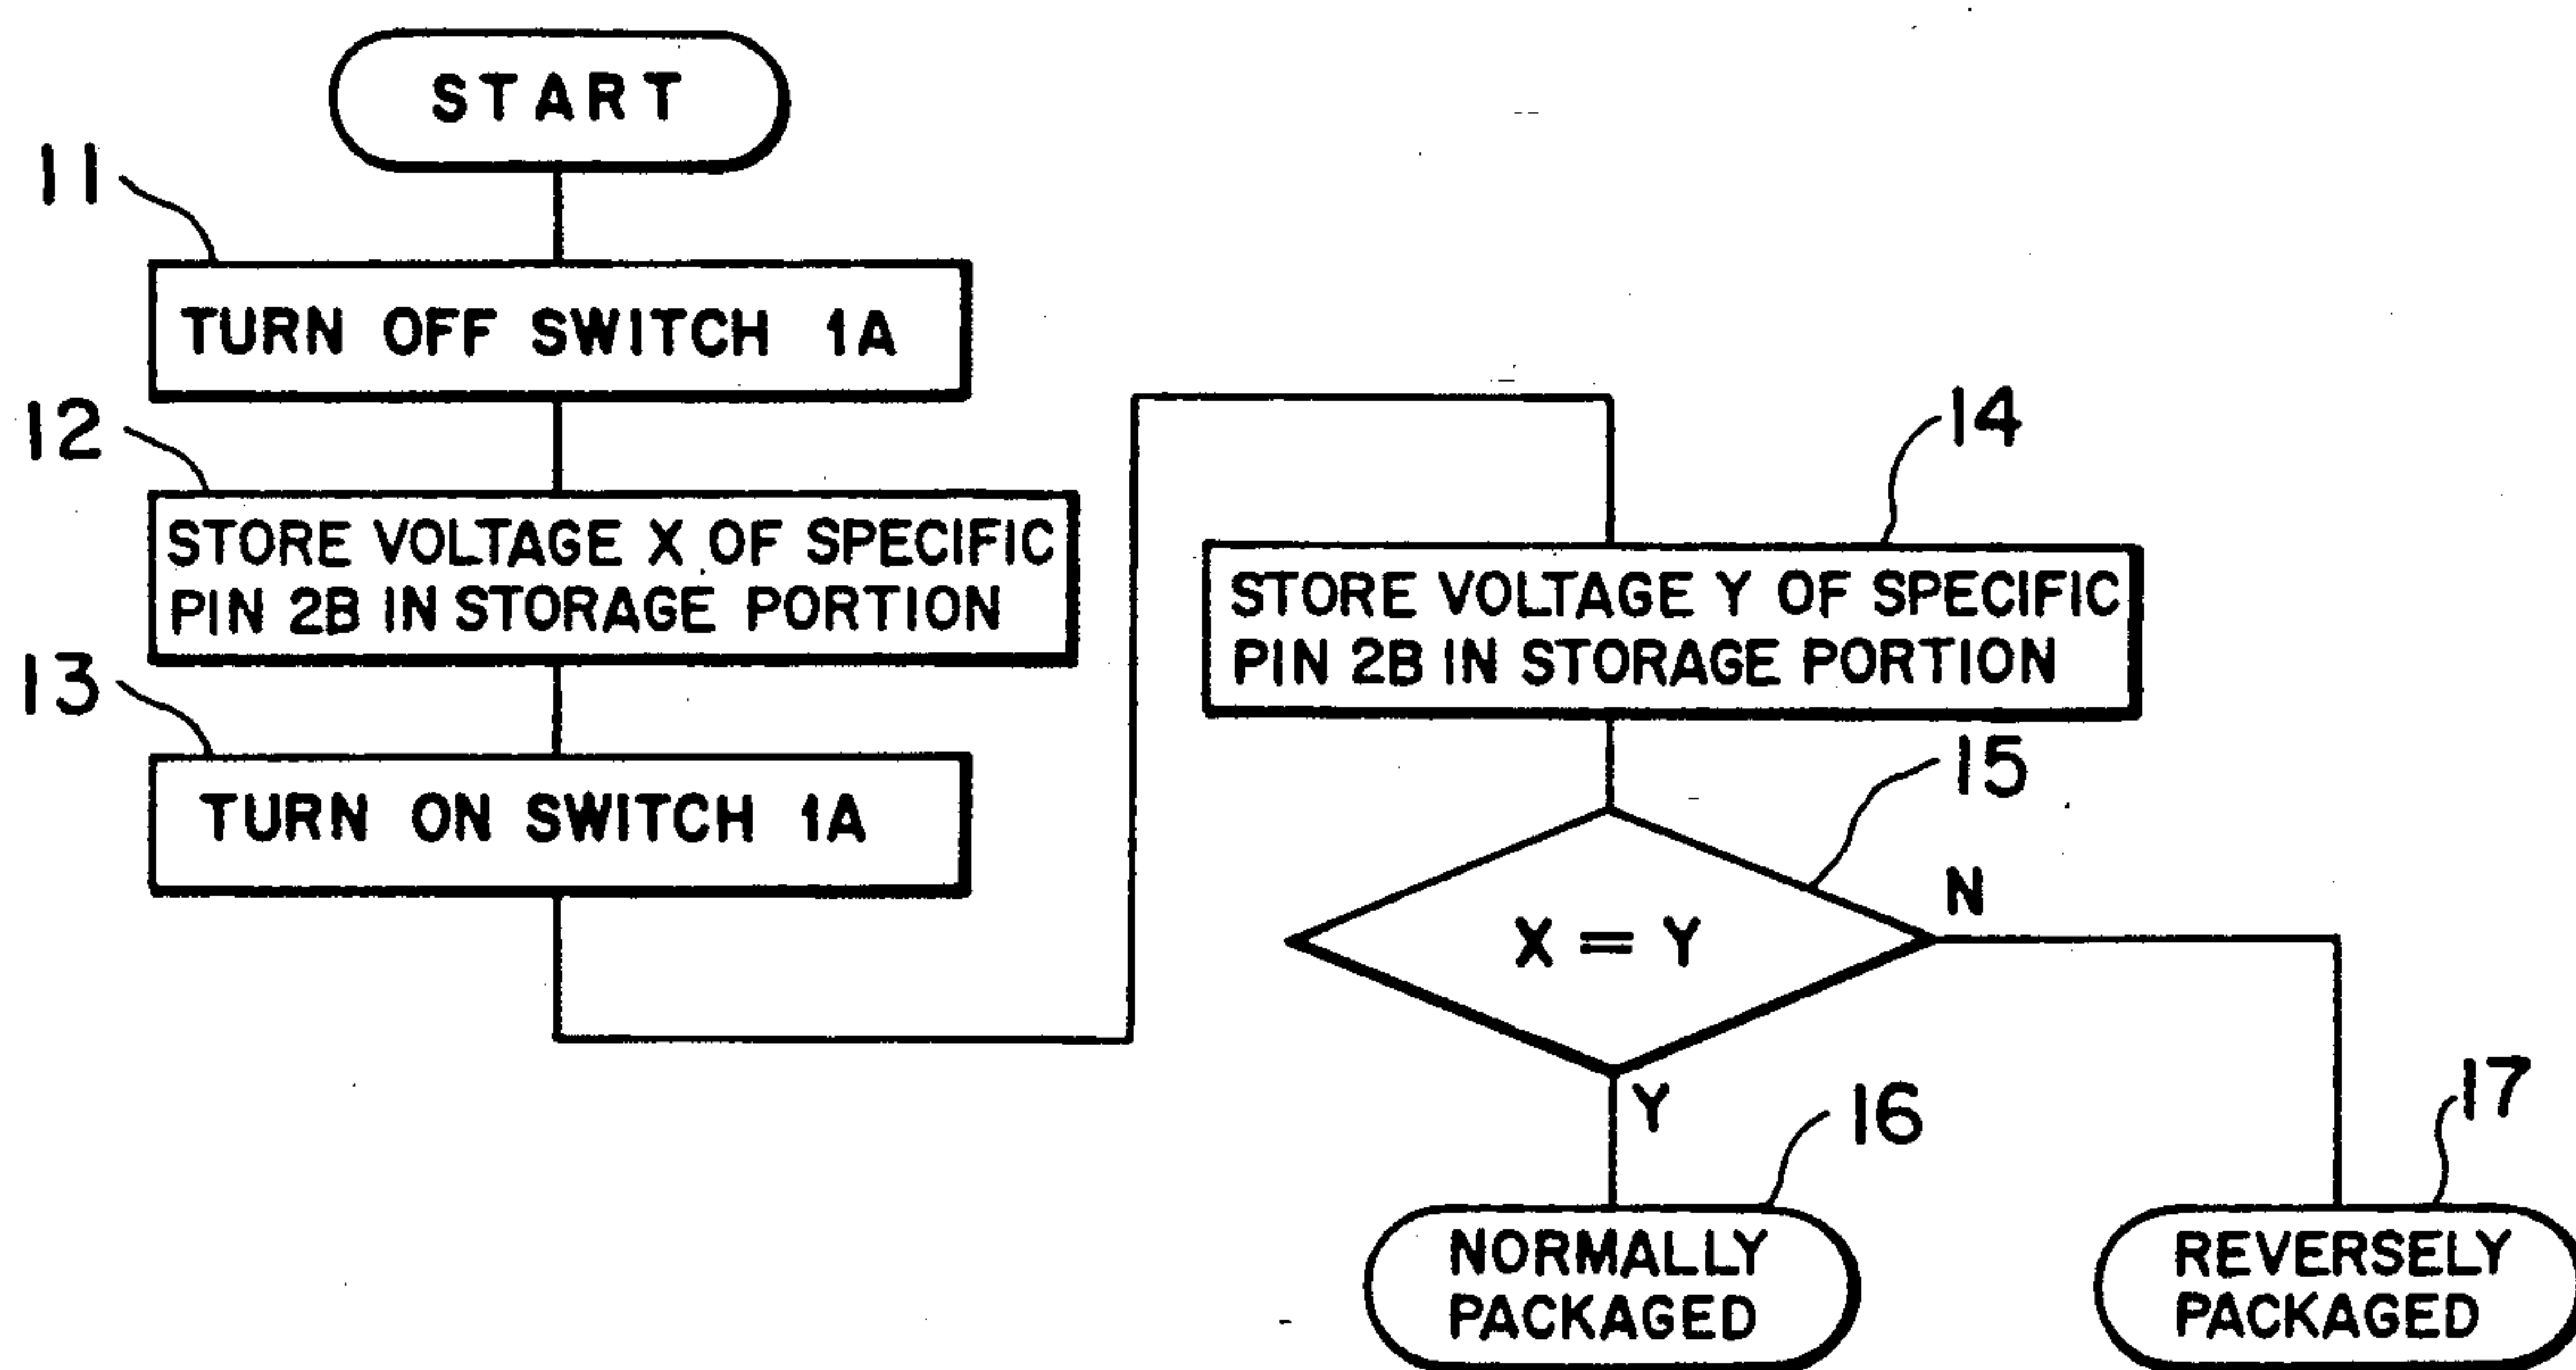 START
11
TURN OFF SWITCH 1A
12
STORE VOLTAGE X OF SPECIFIC
PIN 2B IN STORAGE PORTION
13
TURN ON SWITCH 1A
14
STORE VOLTAGE Y OF SPECIFIC
PIN 2B IN STORAGE PORTION
15
X = Y
N
Y
16
NORMALLY
PACKAGED
17
REVERSELY
PACKAGED